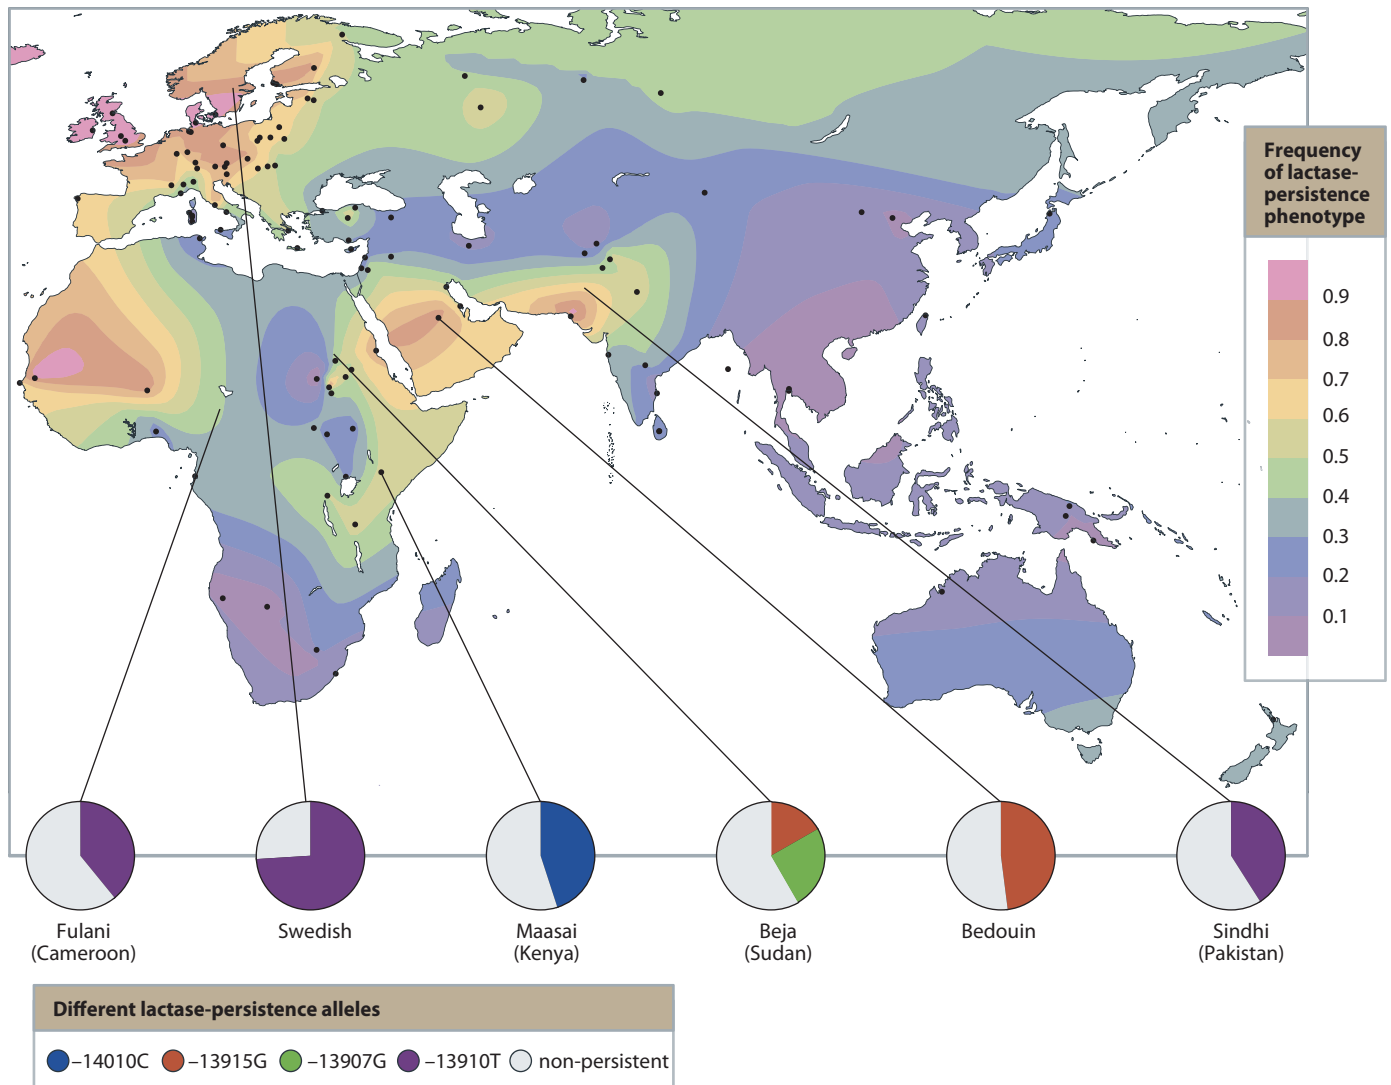 Frequency
of lactase-
persistence
phenotype
0.9
0.8
0.7
0.6
0.5
0.4
0.3
0.2
0.1
Fulani
(Cameroon)
Swedish
Maasai
(Kenya)
Beja
(Sudan)
Bedouin
Sindhi
(Pakistan)
Different lactase-persistence alleles
–14010C –13915G –13907G –13910T non-persistent